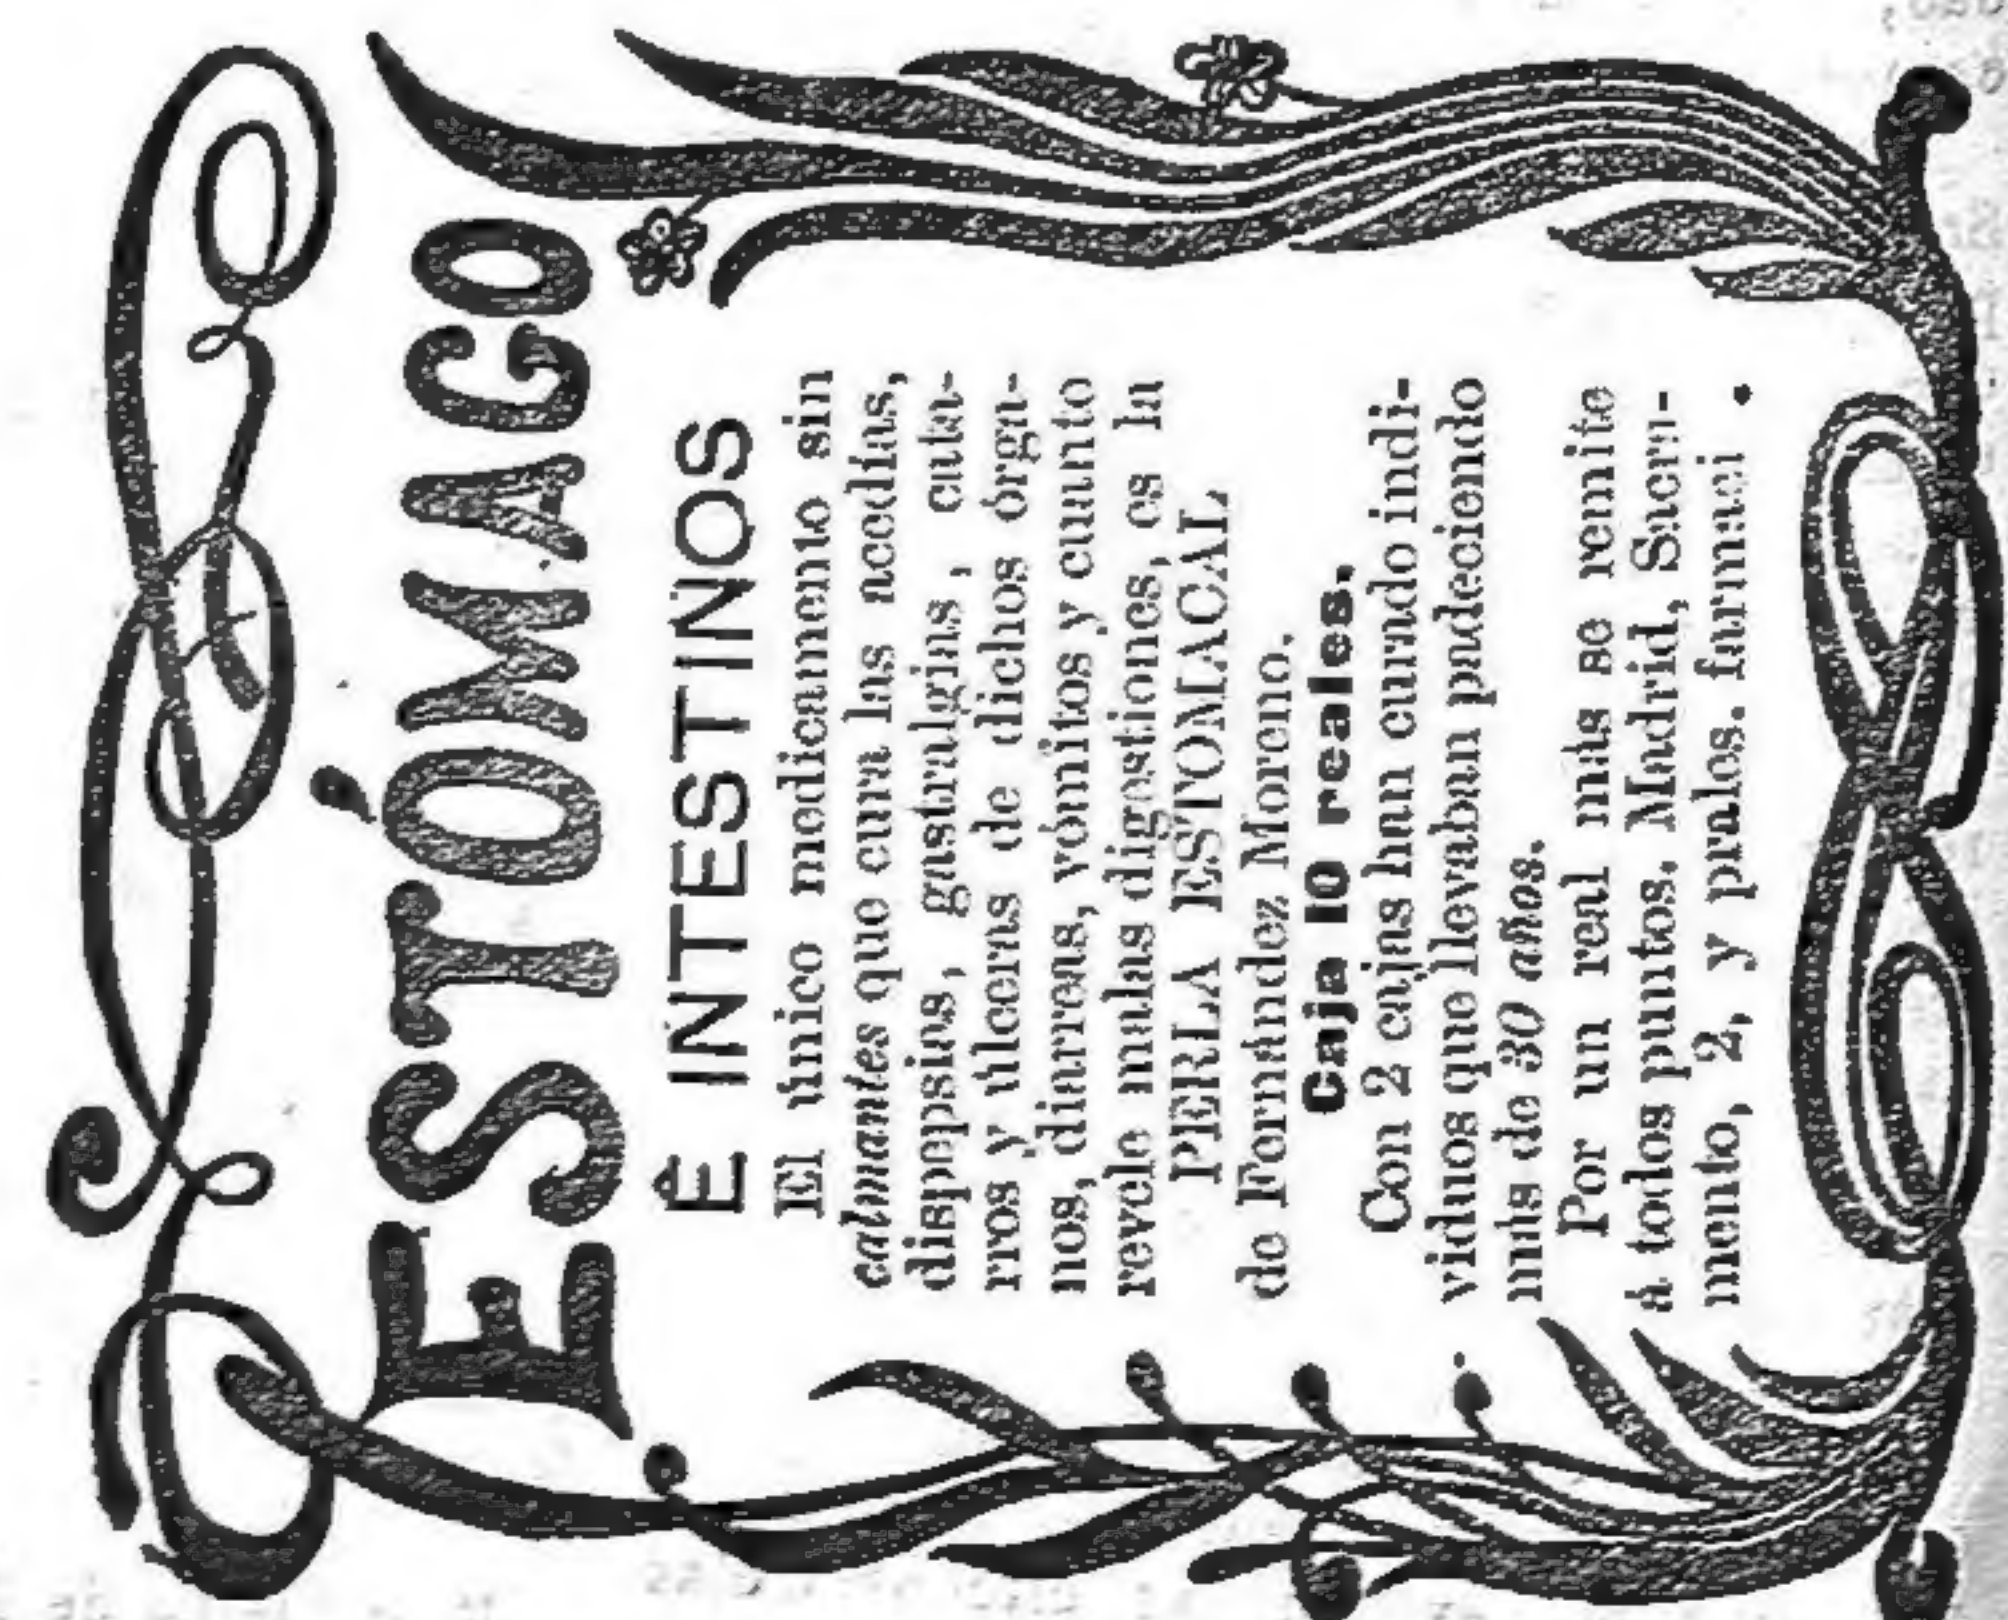 ESTÓMAGO
É INTESTINOS
El único medicamento sin
calmantes que cura las acedías,
dispepsias, gastralgias, cata-
rros y úlceras de dichos órga-
nos, diarreas, vómitos y cuanto
revele malas digestiones, es la
PERLA ESTOMACAL
de Fernández Moreno.
Caja 10 reales.
Con 2 cajas han curado indi-
viduos que llevaban padeciendo
más de 30 años.
Por un real más se remite
á todos puntos. Madrid, Sacra-
mento, 2, y prales. farmaci .